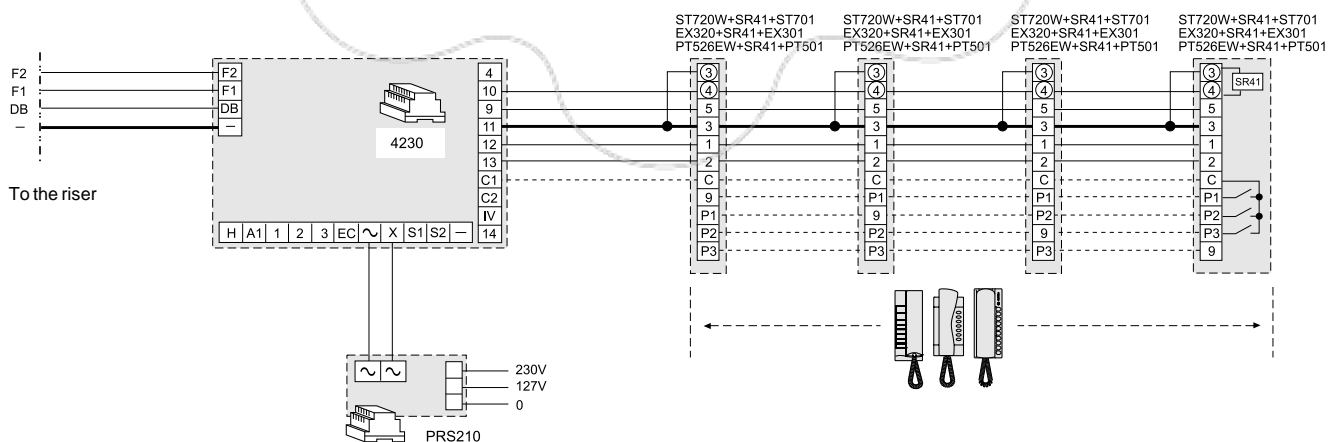 ST720W+SR41+ST701 ST720W+SR41+ST701 ST720W+SR41+ST701 ST720W+SR41+ST701
EX320+SR41+EX301 EX320+SR41+EX301 EX320+SR41+EX301 EX320+SR41+EX301
PT526EW+SR41+PT501 PT526EW+SR41+PT501 PT526EW+SR41+PT501 PT526EW+SR41+PT501
F2 F2 4 3 3 3 3 SR41
F1 F1 10 4 4 4 4
DB DB 9 5 5 5 5
– – 11 3 3 3 3
4230 12 1 1 1 1
13 2 2 2 2
To the riser C1 C C C C
C2 9 P1 P1 P1
IV P1 9 P2 P2
H A1 1 2 3 EC ~ X S1 S2 – 14 P2 P2 9 P3
P3 P3 P3 9
~ ~ 230V
127V
0
PRS210